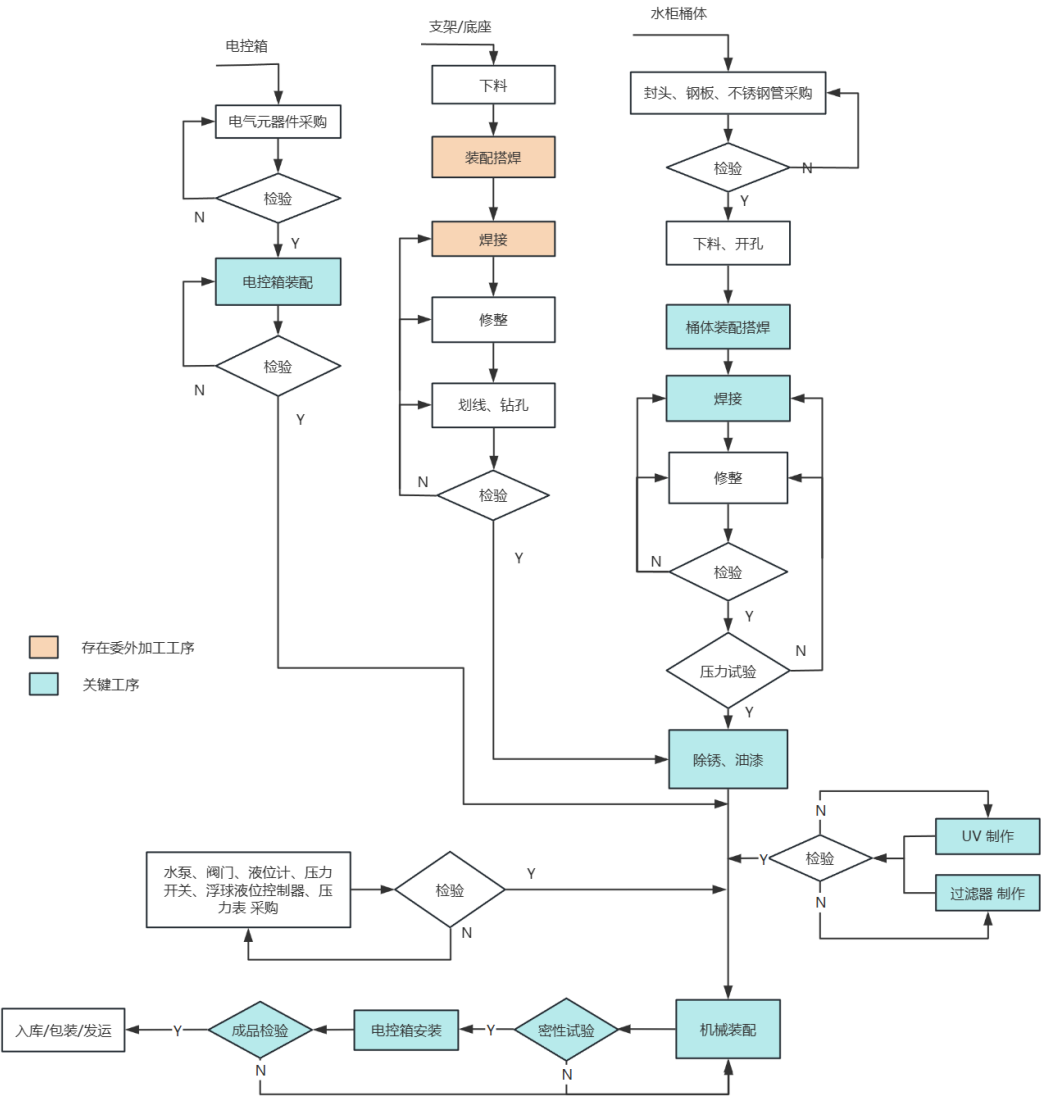 电控箱
电气元器件采购
检验
N
Y
电控箱装配
检验
N
Y
支架/底座
下料
装配搭焊
焊接
修整
划线、钻孔
检验
N
Y
水柜桶体
封头、钢板、不锈钢管采购
检验
N
Y
下料、开孔
桶体装配搭焊
焊接
修整
检验
N
Y
压力试验
N
Y
除锈、油漆
存在委外加工工序
关键工序
水泵、阀门、液位计、压力
开关、浮球液位控制器、压
力表 采购
检验
Y
N
N
UV 制作
检验
Y
过滤器 制作
N
机械装配
密性试验
Y
N
电控箱安装
成品检验
Y
N
入库/包装/发运